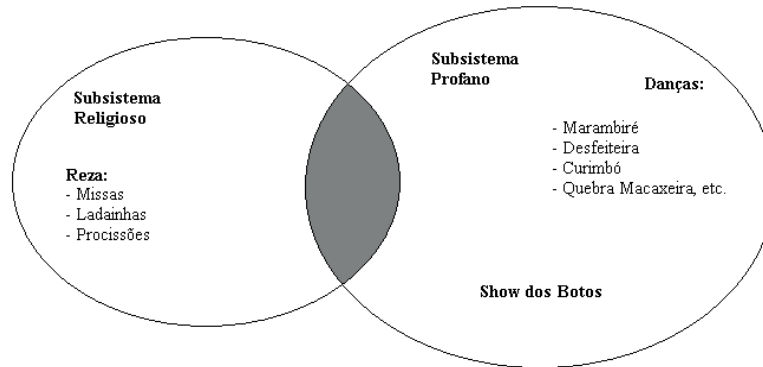 Subsistema
Religioso
Reza:
- Missas
- Ladainhas
- Procissões
Subsistema
Profano
Danças:
- Marambiré
- Desfeiteira
- Curimbó
- Quebra Macaxeira, etc.
Show dos Botos